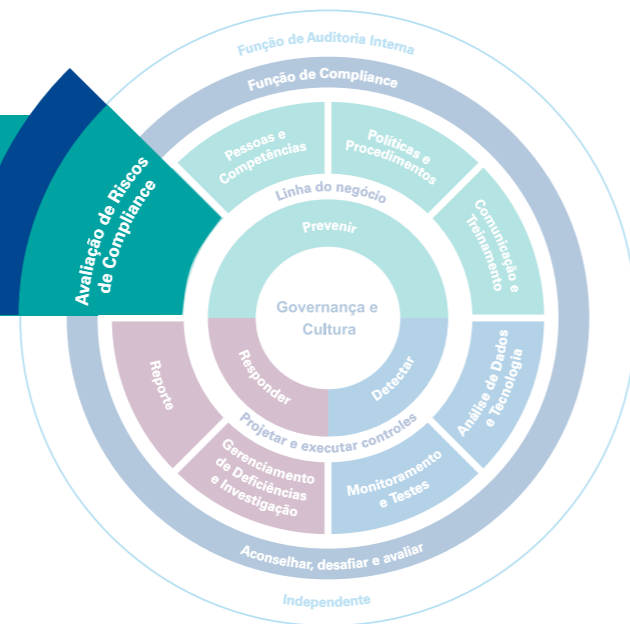 Função de Auditoria Interna
Função de Compliance
Pessoas e
Competências
Políticas e
Procedimentos
Avaliação de Riscos
de Compliance
Linha do negócio
Comunicação e
Treinamento
Prevenir
Governança e
Cultura
Responder
Detectar
Reporte
Análise de Dados
e Tecnologia
Projetar e executar controles
Gerenciamento
de Deficiências
e Investigação
Monitoramento
e Testes
Aconselhar, desafiar e avaliar
Independente